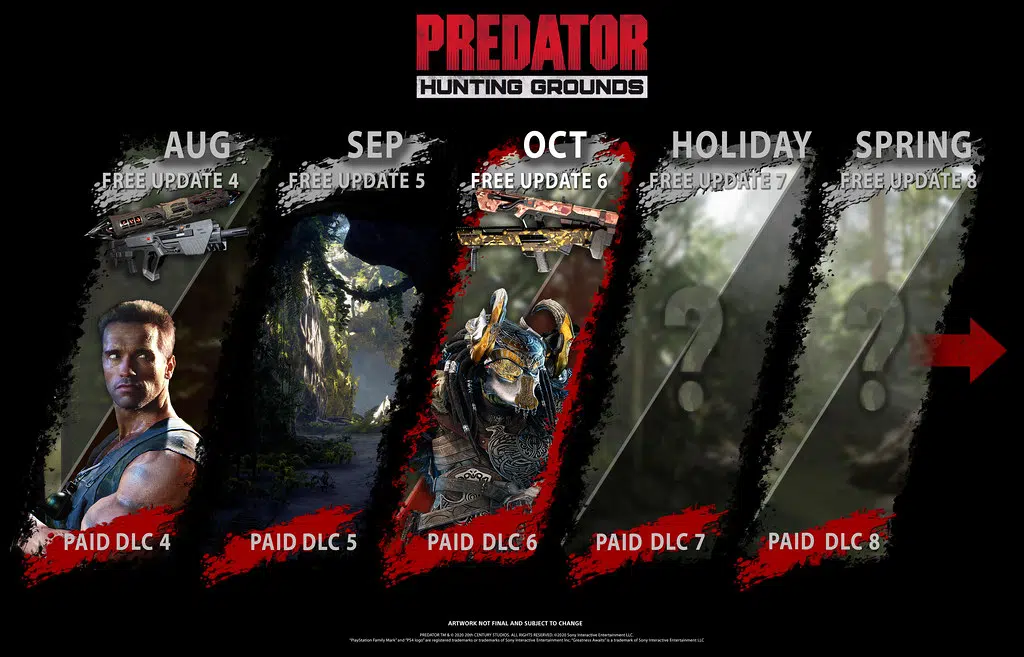 PREDATOR
HUNTING GROUNDS
AUG
SEP
OCT
HOLIDAY
SPRING
FREE UPDATE 4
FREE UPDATE 5
FREE UPDATE 6
FREE UPDATE 7
FREE UPDATE 8
?
?
PAID DLC 4
PAID DLC 5
PAID DLC 6
PAID DLC 7
PAID DLC 8
ARTWORK NOT FINAL AND SUBJECT TO CHANGE
PREDATOR TM & © 2020 20th CENTURY STUDIOS. ALL RIGHTS RESERVED. ©2020 Sony Interactive Entertainment LLC.
"PlayStation Family Mark" and "PS4 logo" are registered trademarks or trademarks of Sony Interactive Entertainment Inc. "Greatness Awaits" is a trademark of Sony Interactive Entertainment LLC